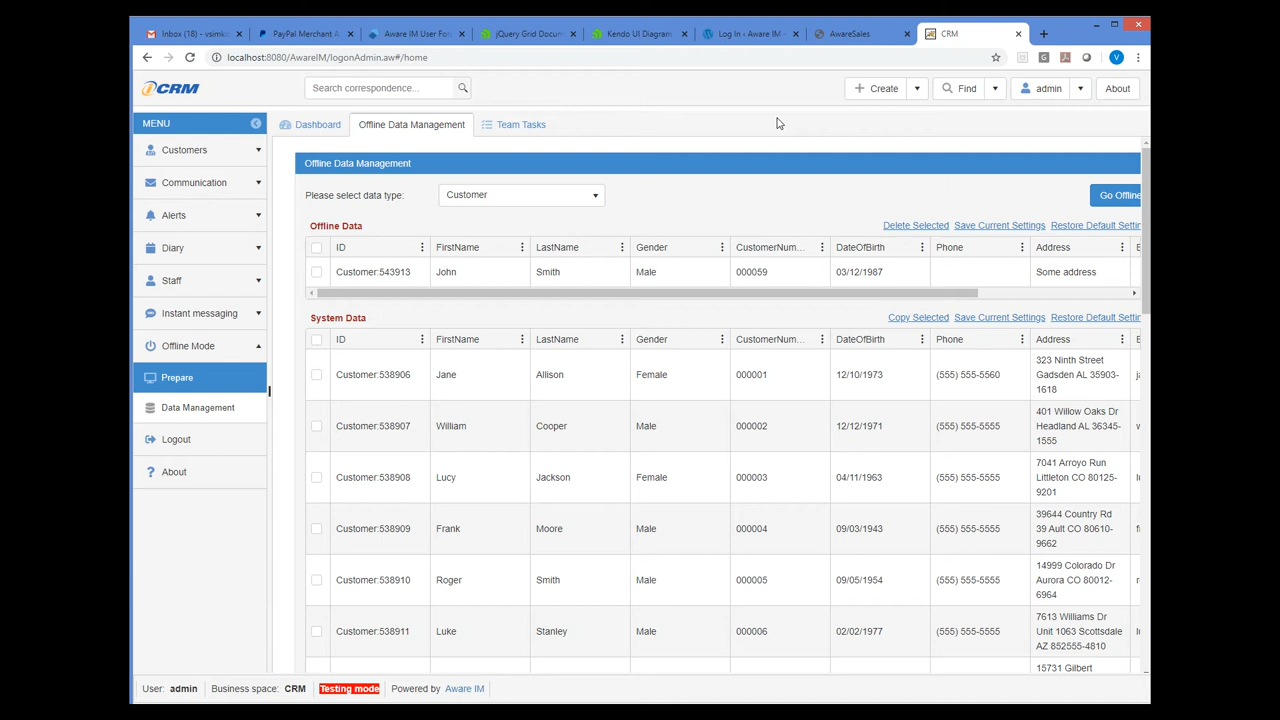 Inbox (18) - vsimk
PayPal Merchant A
Aware IM User For
jQuery Grid Docum
Kendo UI Diagram
Log In ‹ Aware IM —
AwareSales
CRM
localhost:8080/AwareIM/logonAdmin.aw#/home
V
CRM
Search correspondence...
Create
Find
admin
About
MENU
Dashboard
Offline Data Management
Team Tasks
Customers
Communication
Alerts
Diary
Staff
Instant messaging
Offline Mode
Prepare
Data Management
Logout
About
Offline Data Management
Please select data type:
Customer
Go Offline
Offline Data
Delete Selected Save Current Settings Restore Default Settin
ID FirstName LastName Gender CustomerNum... DateOfBirth Phone Address E
Customer:543913 John Smith Male 000059 03/12/1987 Some address
System Data
Copy Selected Save Current Settings Restore Default Settin
ID FirstName LastName Gender CustomerNum... DateOfBirth Phone Address E
Customer:538906 Jane Allison Female 000001 12/10/1973 (555) 555-5560 323 Ninth Street
Gadsden AL 35903-
1618
Customer:538907 William Cooper Male 000002 12/12/1971 (555) 555-5555 401 Willow Oaks Dr
Headland AL 36345-
1555
Customer:538908 Lucy Jackson Female 000003 04/11/1963 (555) 555-5555 7041 Arroyo Run
Littleton CO 80125-
9201
Customer:538909 Frank Moore Male 000004 09/03/1943 (555) 555-5555 39644 Country Rd
39 Ault CO 80610-
9662
Customer:538910 Roger Smith Male 000005 09/05/1954 (555) 555-5555 14999 Colorado Dr
Aurora CO 80012-
6964
Customer:538911 Luke Stanley Male 000006 02/02/1977 (555) 555-5555 7613 Williams Dr
Unit 1063 Scottsdale
AZ 852555-4810
15731 Gilbert
User: admin Business space: CRM Testing mode Powered by Aware IM